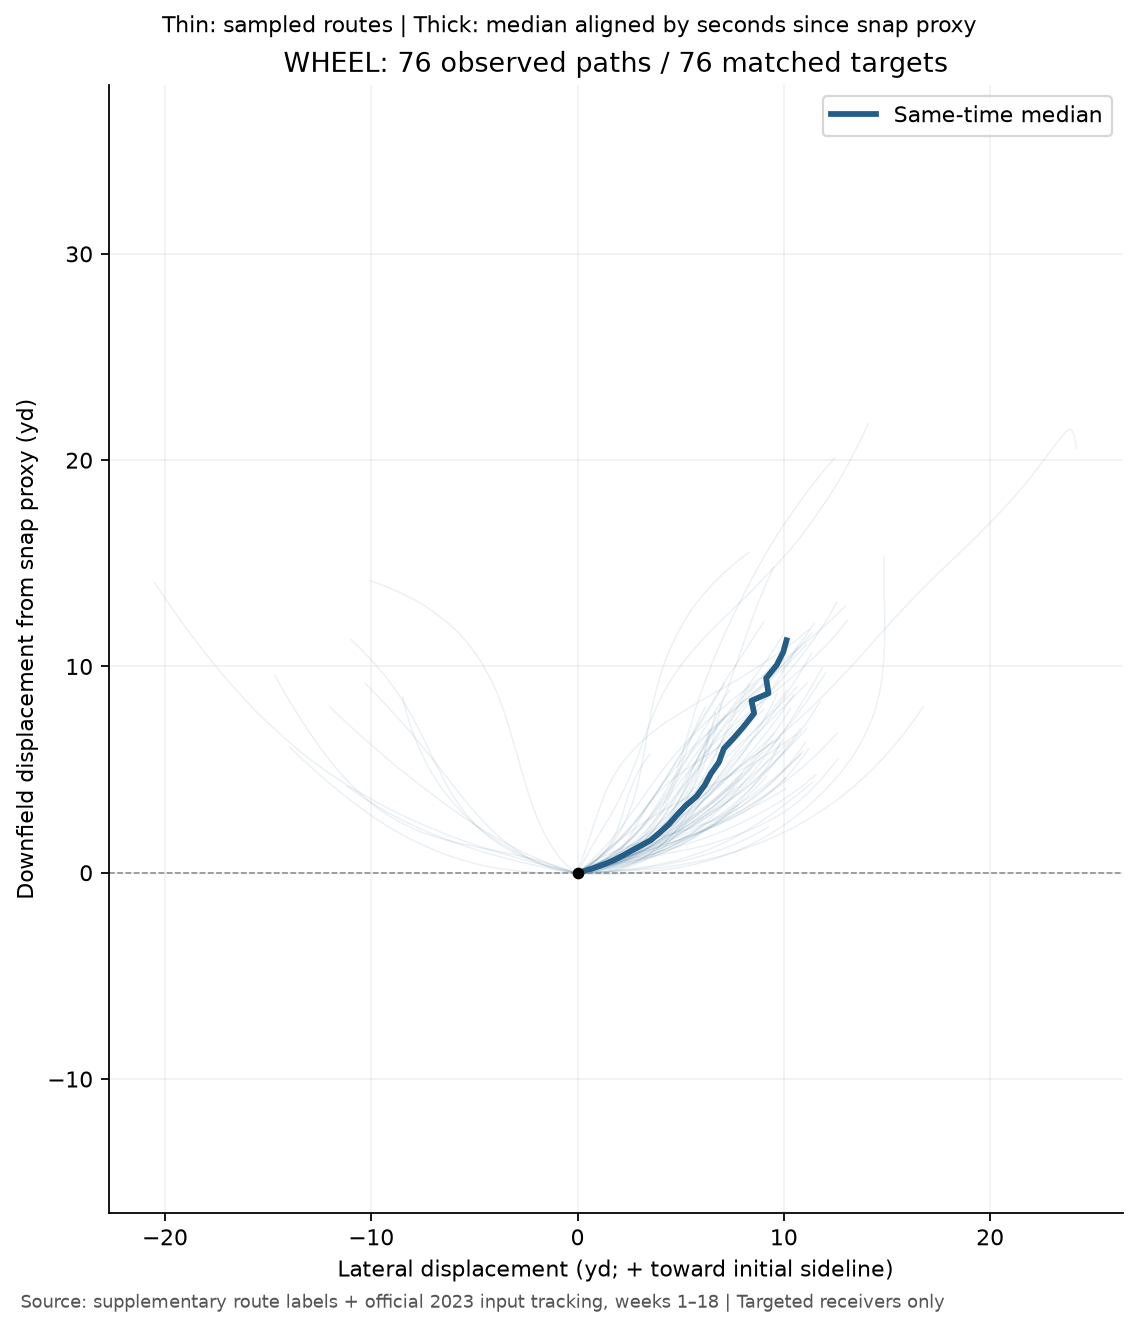 Thin: sampled routes | Thick: median aligned by seconds since snap proxy
WHEEL: 76 observed paths / 76 matched targets
Same-time median
Downfield displacement from snap proxy (yd)
30
20
10
0
−10
−20
−10
0
10
20
Lateral displacement (yd; + toward initial sideline)
Source: supplementary route labels + official 2023 input tracking, weeks 1–18 | Targeted receivers only